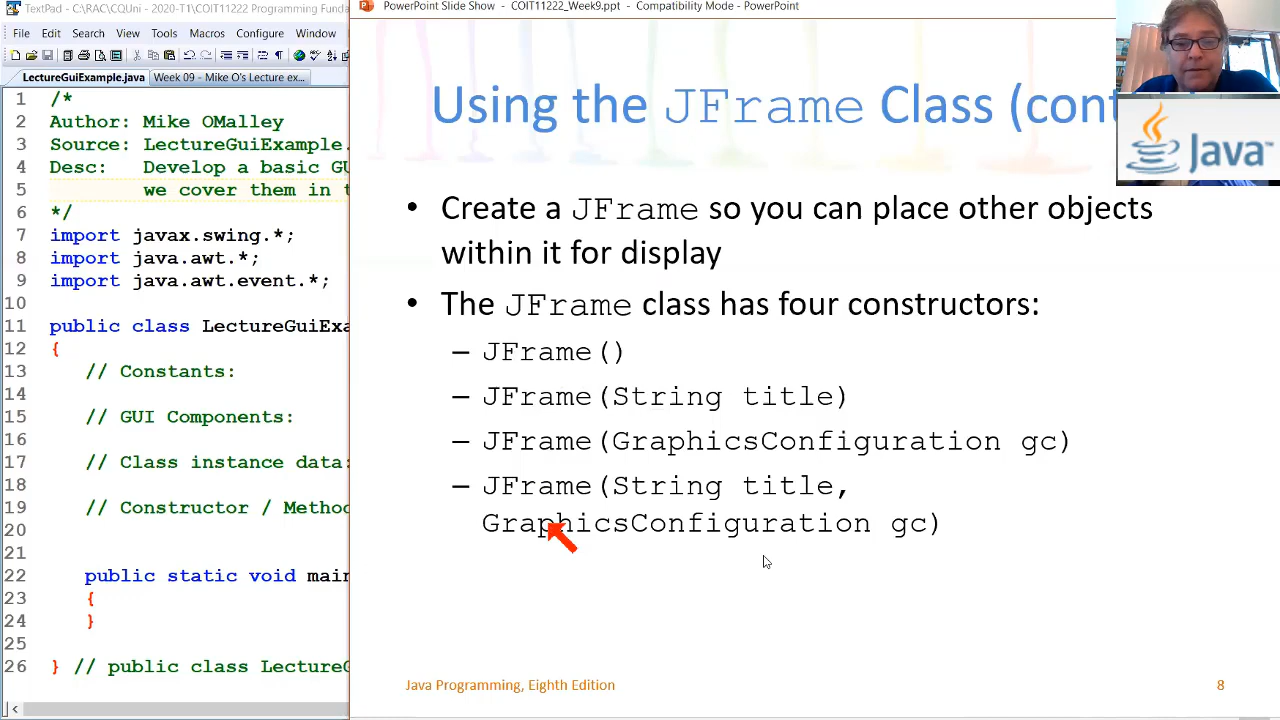 TextPad - C:\RAC\CQUni - 2020-T1\COIT11222 Programming Funda
File Edit Search View Tools Macros Configure Window
LectureGuiExample.java Week 09 - Mike O's Lecture ex...
1 /*
2 Author: Mike OMalley
3 Source: LectureGuiExample.
4 Desc: Develop a basic GU
5 we cover them in t
6 */
7 import javax.swing.*;
8 import java.awt.*;
9 import java.awt.event.*;
10
11 public class LectureGuiExa
12 {
13 // Constants:
14
15 // GUI Components:
16
17 // Class instance data:
18
19 // Constructor / Metho
20
21
22 public static void main
23 {
24 }
25
26 } // public class LectureG
PowerPoint Slide Show - COIT11222_Week9.ppt - Compatibility Mode - PowerPoint
Using the JFrame Class (con
Java
• Create a JFrame so you can place other objects
within it for display
• The JFrame class has four constructors:
– JFrame()
– JFrame(String title)
– JFrame(GraphicsConfiguration gc)
– JFrame(String title,
GraphicsConfiguration gc)
Java Programming, Eighth Edition
8